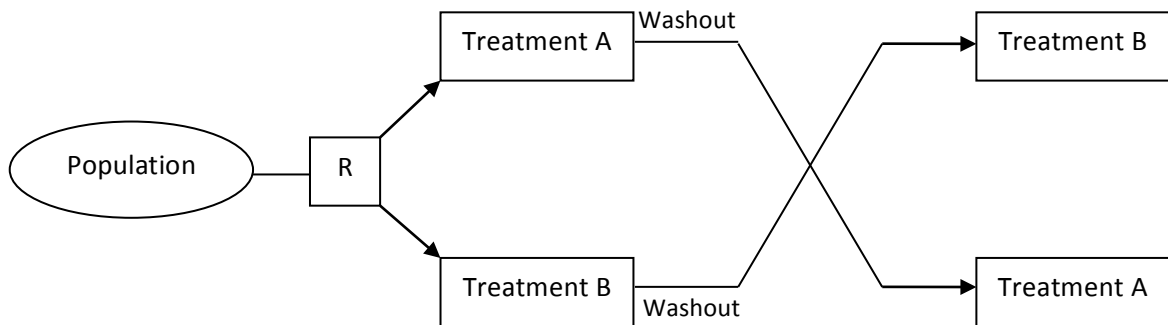 Washout
Treatment A
Treatment B
Population
R
Treatment B
Treatment A
Washout